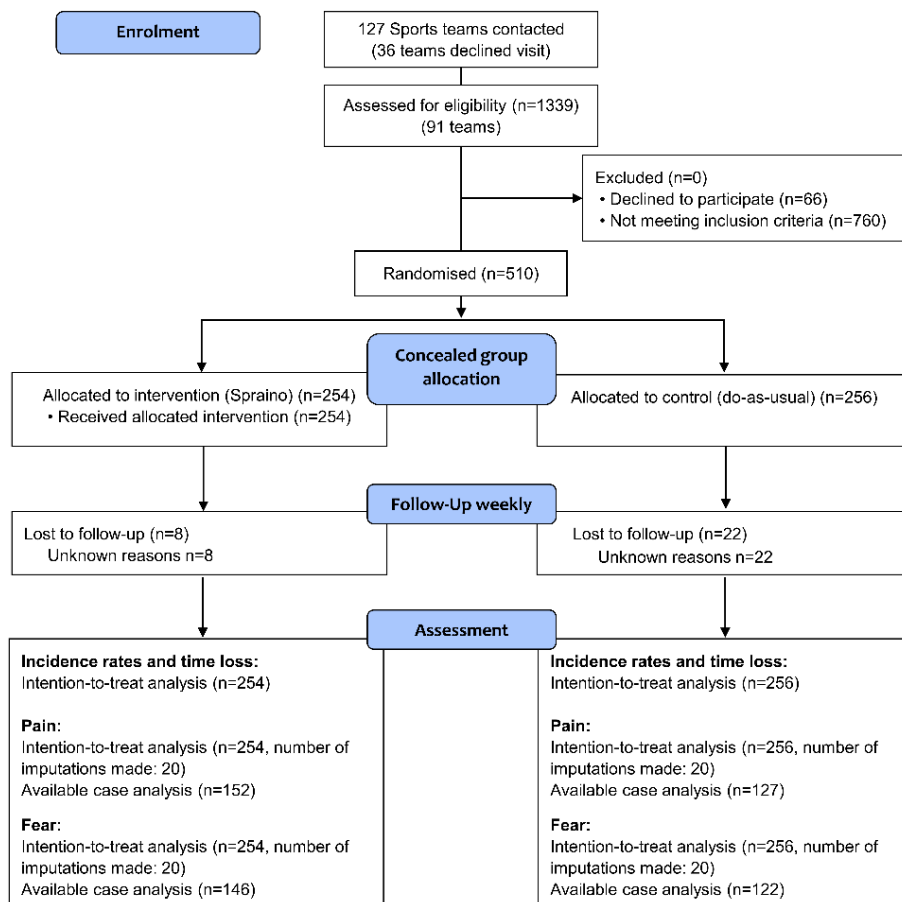 Enrolment
127 Sports teams contacted
(36 teams declined visit)
Assessed for eligibility (n=1339)
(91 teams)
Excluded (n=0)
• Declined to participate (n=66)
• Not meeting inclusion criteria (n=760)
Randomised (n=510)
Concealed group
allocation
Allocated to intervention (Spraino) (n=254)
• Received allocated intervention (n=254)
Allocated to control (do-as-usual) (n=256)
Follow-Up weekly
Lost to follow-up (n=8)
Unknown reasons n=8
Lost to follow-up (n=22)
Unknown reasons n=22
Assessment
Incidence rates and time loss:
Intention-to-treat analysis (n=254)
Pain:
Intention-to-treat analysis (n=254, number of
imputations made: 20)
Available case analysis (n=152)
Fear:
Intention-to-treat analysis (n=254, number of
imputations made: 20)
Available case analysis (n=146)
Incidence rates and time loss:
Intention-to-treat analysis (n=256)
Pain:
Intention-to-treat analysis (n=256, number of
imputations made: 20)
Available case analysis (n=127)
Fear:
Intention-to-treat analysis (n=256, number of
imputations made: 20)
Available case analysis (n=122)